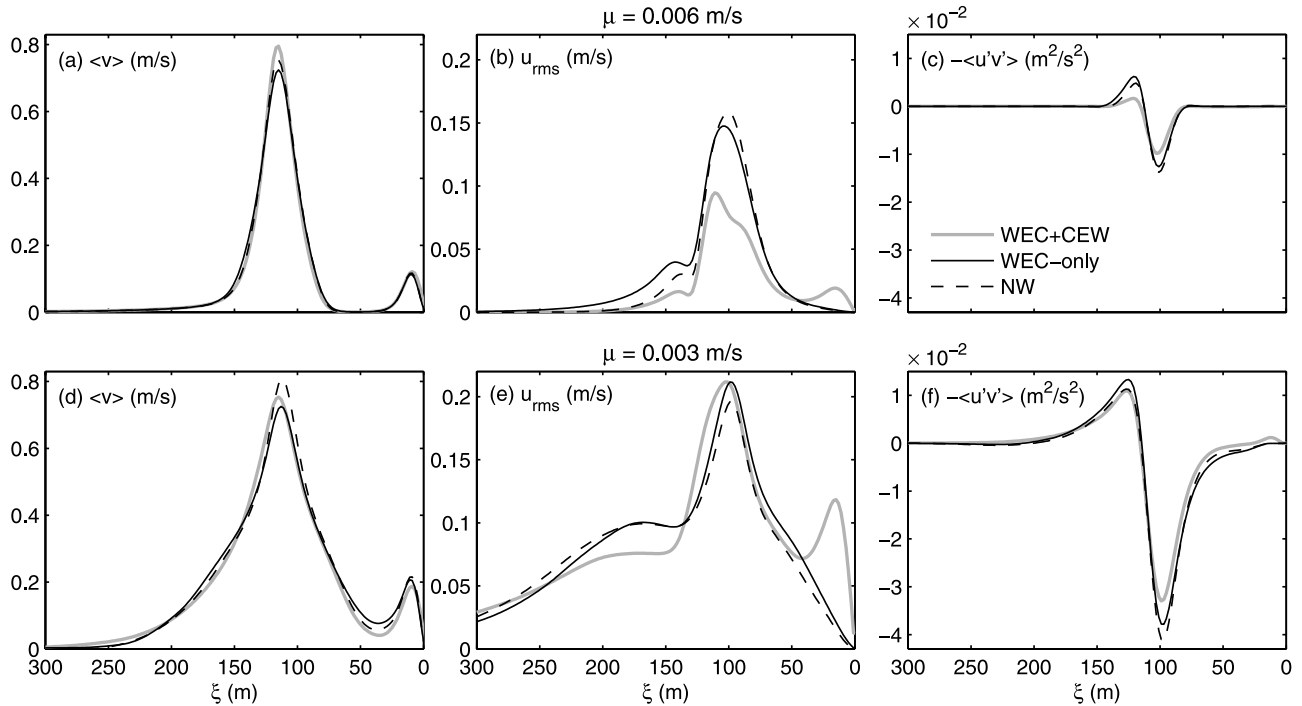 μ = 0.006 m/s
(a) <v> (m/s)
0.8
0.6
0.4
0.2
0
(b) u_rms (m/s)
0.2
0.15
0.1
0.05
0
× 10⁻²
(c) −<u'v'> (m²/s²)
1
0
−1
−2
−3
−4
WEC+CEW
WEC−only
NW
μ = 0.003 m/s
(d) <v> (m/s)
0.8
0.6
0.4
0.2
0
300 250 200 150 100 50 0
ξ (m)
(e) u_rms (m/s)
0.2
0.15
0.1
0.05
0
300 250 200 150 100 50 0
ξ (m)
× 10⁻²
(f) −<u'v'> (m²/s²)
1
0
−1
−2
−3
−4
300 250 200 150 100 50 0
ξ (m)